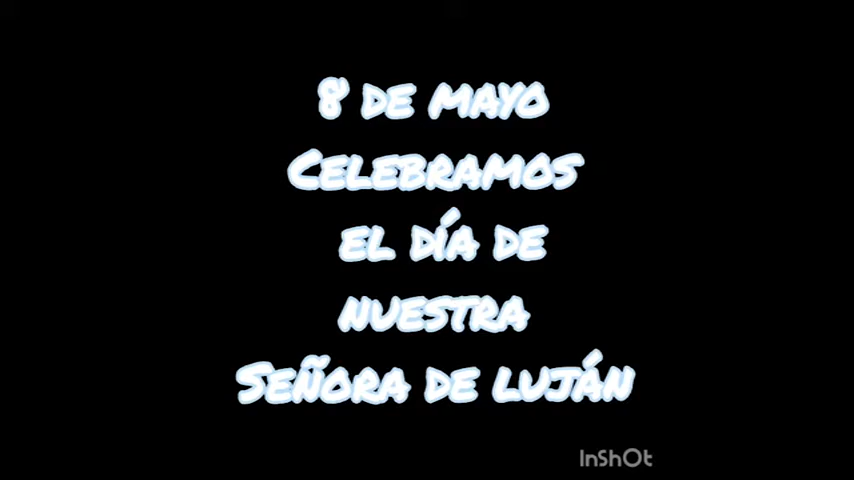 8 de mayo
Celebramos
el día de
nuestra
Señora de luján
InShOt